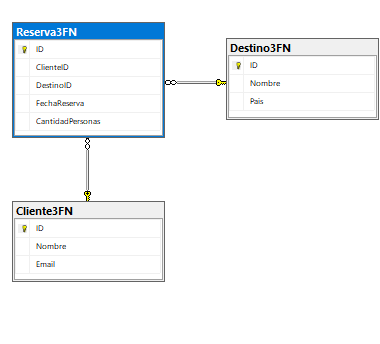 Reserva3FN
ID
ClienteID
DestinoID
FechaReserva
CantidadPersonas
Destino3FN
ID
Nombre
Pais
Cliente3FN
ID
Nombre
Email